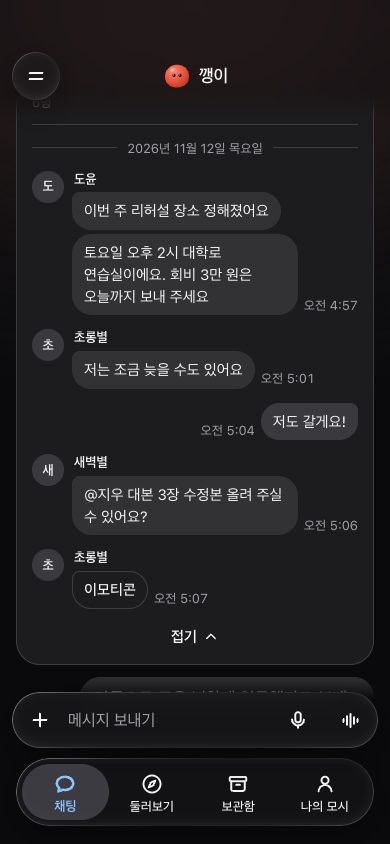 깽이
2026년 11월 12일 목요일
도
도윤
이번 주 리허설 장소 정해졌어요
토요일 오후 2시 대학로
연습실이에요. 회비 3만 원은
오늘까지 보내 주세요
오전 4:57
초
초롱별
저는 조금 늦을 수도 있어요
오전 5:01
오전 5:04
저도 갈게요!
새
새벽별
@지우 대본 3장 수정본 올려 주실
수 있어요?
오전 5:06
초
초롱별
이모티콘
오전 5:07
접기
메시지 보내기
채팅
둘러보기
보관함
나의 모시